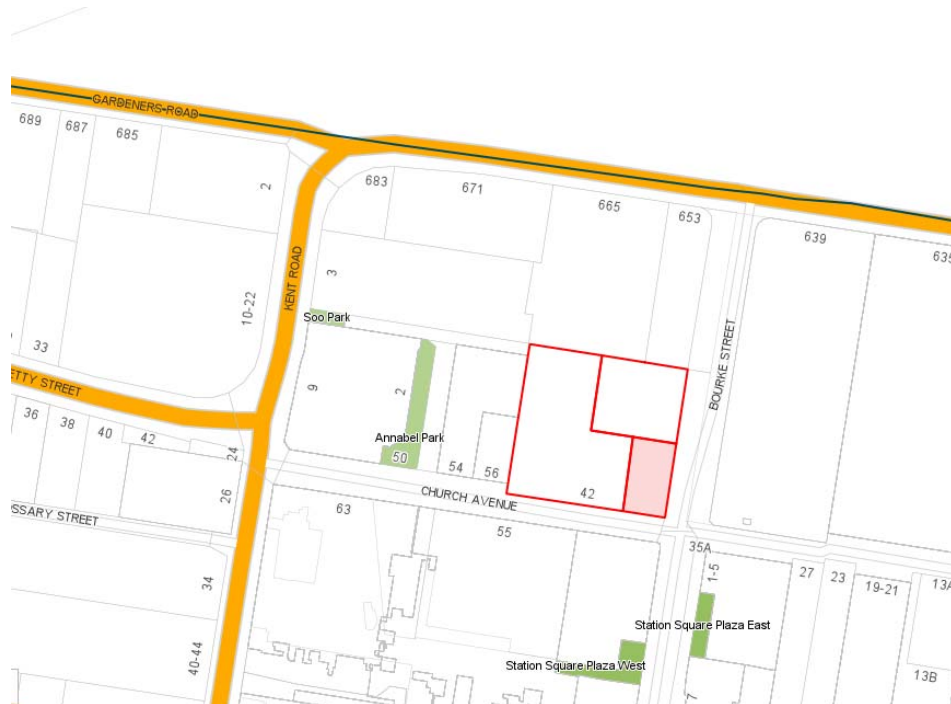 GARDENERS ROAD
689
687
685
2
683
671
665
653
639
635
KENT ROAD
3
10-22
Soo Park
BOURKE STREET
33
ETTY STREET
9
2
Annabel Park
36
38
40
42
24
50
54
56
42
CHURCH AVENUE
26
63
55
35A
OSSARY STREET
34
1-5
27
23
19-21
13A
Station Square Plaza East
40-44
Station Square Plaza West
7
13B